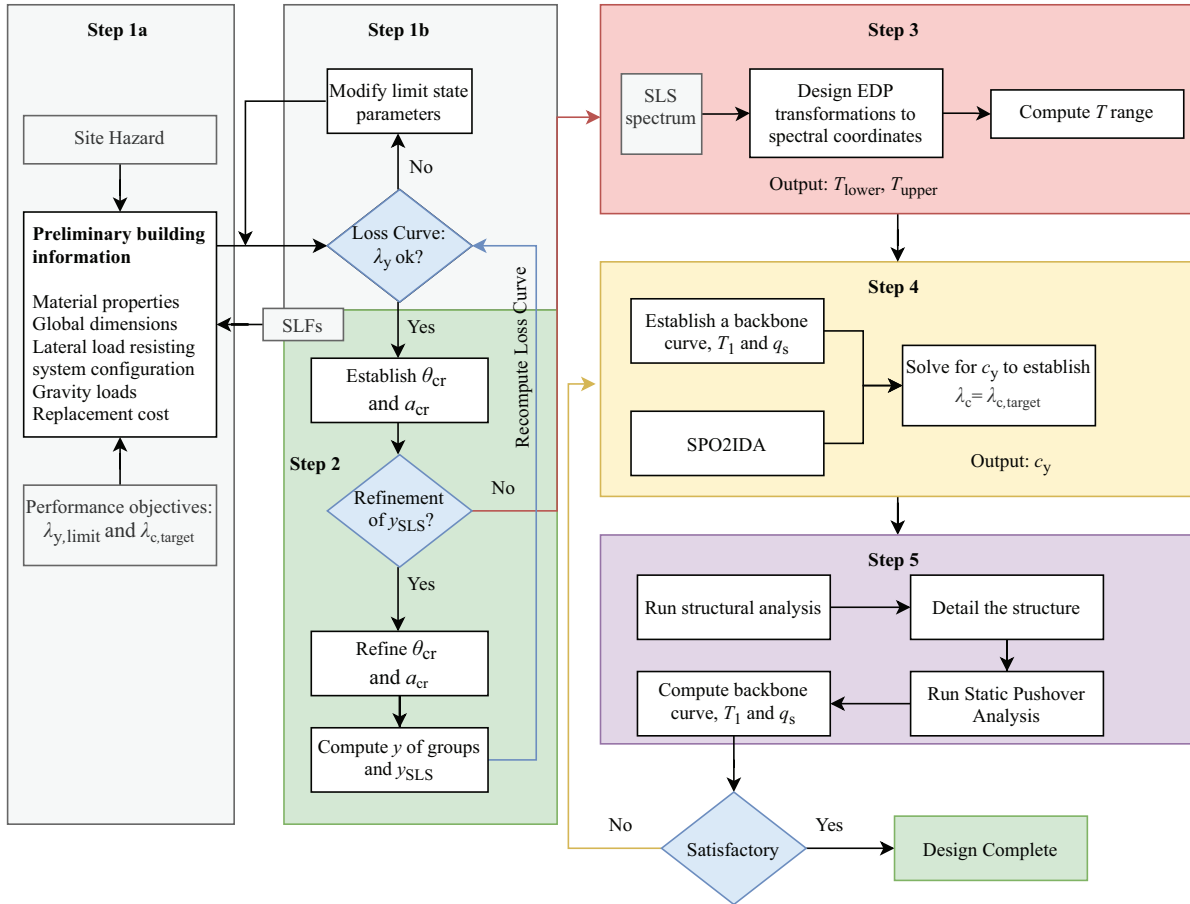 Step 1a
Site Hazard
Preliminary building
information
Material properties
Global dimensions
Lateral load resisting
system configuration
Gravity loads
Replacement cost
Performance objectives:
λy,limit and λc,target
Step 1b
Modify limit state
parameters
No
Loss Curve:
λy ok?
SLFs
Yes
Recompute Loss Curve
Establish θcr
and acr
Step 2
Refinement
of ySLS?
No
Yes
Refine θcr
and acr
Compute y of groups
and ySLS
Step 3
SLS
spectrum
Design EDP
transformations to
spectral coordinates
Compute T range
Output: Tlower, Tupper
Step 4
Establish a backbone
curve, T1 and qs
SPO2IDA
Solve for cy to establish
λc= λc,target
Output: cy
Step 5
Run structural analysis
Detail the structure
Compute backbone
curve, T1 and qs
Run Static Pushover
Analysis
No
Satisfactory
Yes
Design Complete